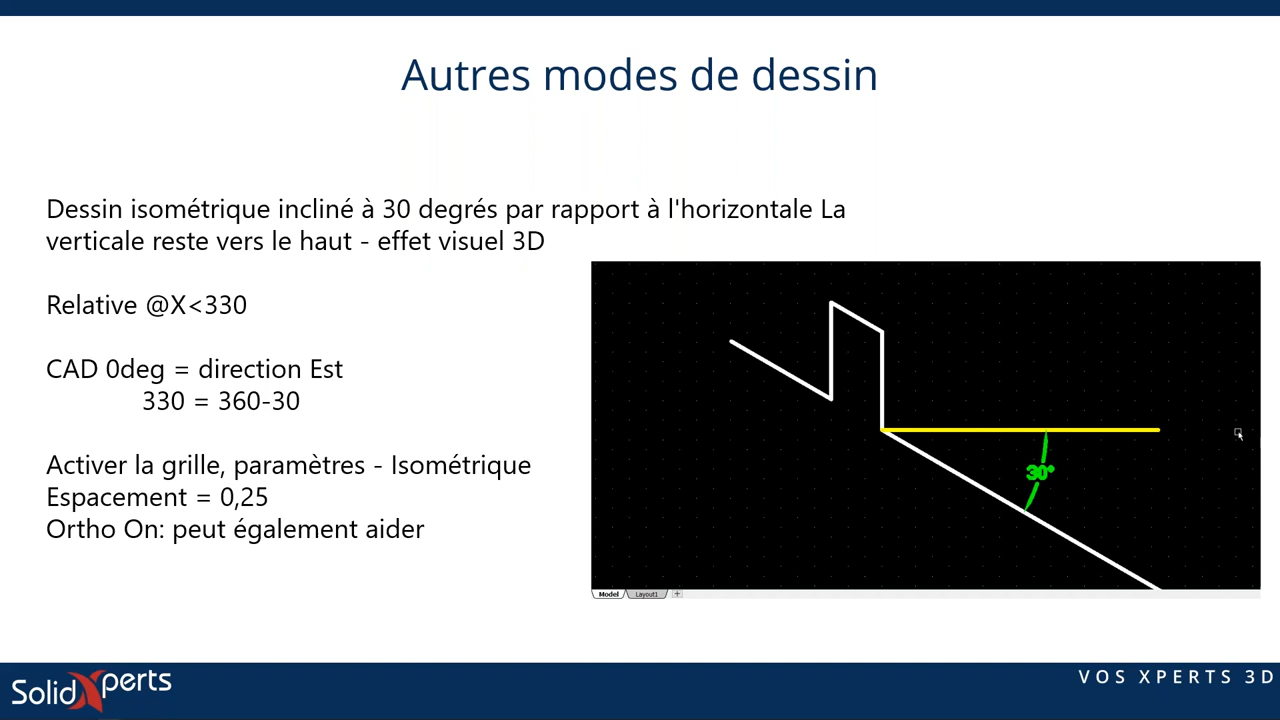 Autres modes de dessin
Dessin isométrique incliné à 30 degrés par rapport à l'horizontale La
verticale reste vers le haut - effet visuel 3D
Relative @X<330
CAD 0deg = direction Est
330 = 360-30
Activer la grille, paramètres - Isométrique
Espacement = 0,25
Ortho On: peut également aider
30°
Model Layout1 +
SolidXperts
VOS XPERTS 3D